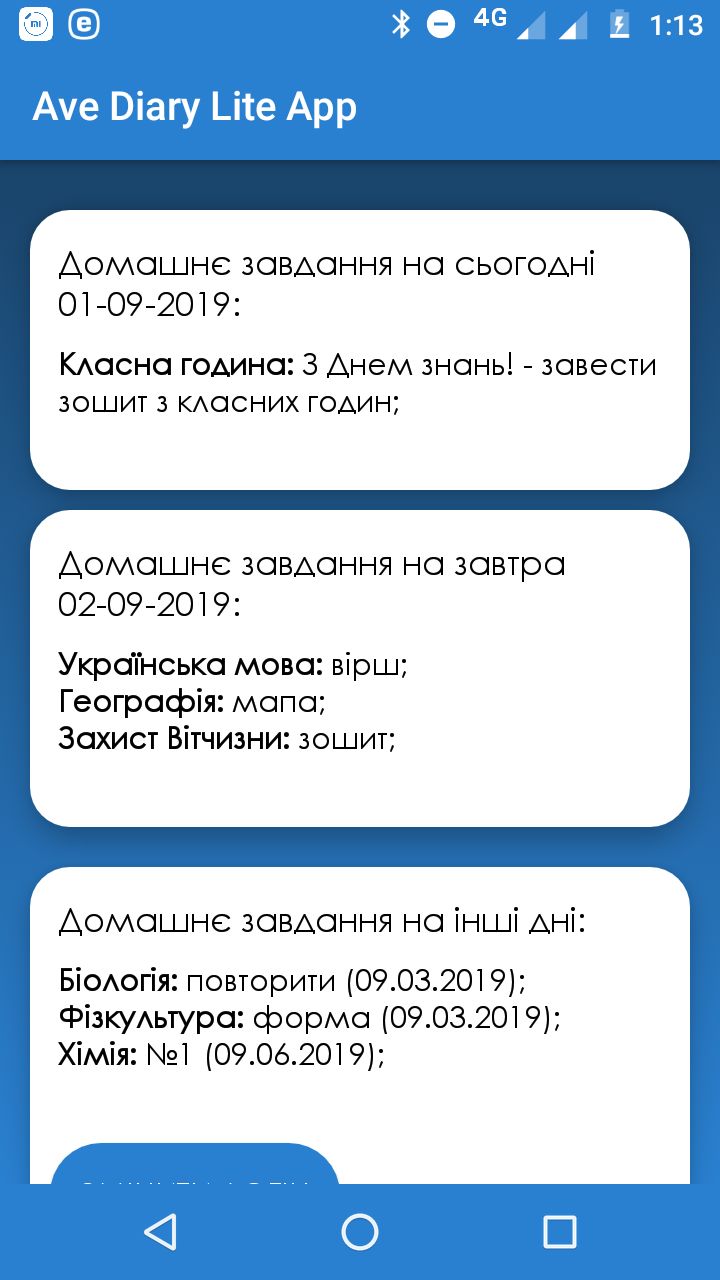 4G
1:13
Ave Diary Lite App
Домашнє завдання на сьогодні
01-09-2019:
Класна година: З Днем знань! - завести
зошит з класних годин;
Домашнє завдання на завтра
02-09-2019:
Українська мова: вірш;
Географія: мапа;
Захист Вітчизни: зошит;
Домашнє завдання на інші дні:
Біологія: повторити (09.03.2019);
Фізкультура: форма (09.03.2019);
Хімія: №1 (09.06.2019);